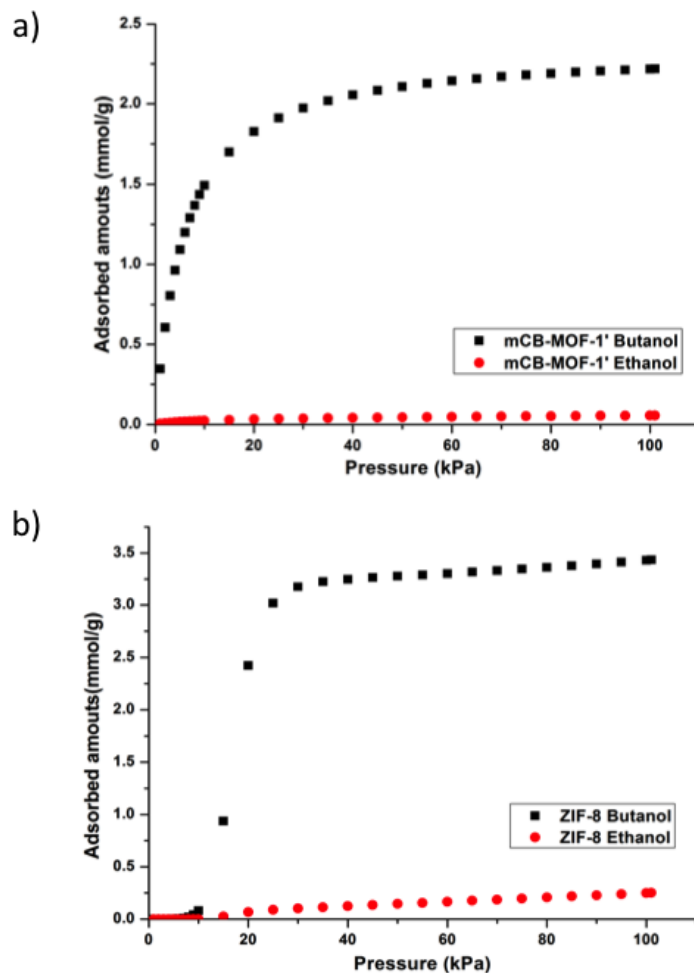 a)
2.5
2.0
1.5
1.0
0.5
0.0
Adsorbed amouts (mmol/g)
mCB-MOF-1' Butanol
mCB-MOF-1' Ethanol
0 20 40 60 80 100
Pressure (kPa)
b)
3.5
3.0
2.5
2.0
1.5
1.0
0.5
0.0
Adsorbed amouts(mmol/g)
ZIF-8 Butanol
ZIF-8 Ethanol
0 20 40 60 80 100
Pressure (kPa)